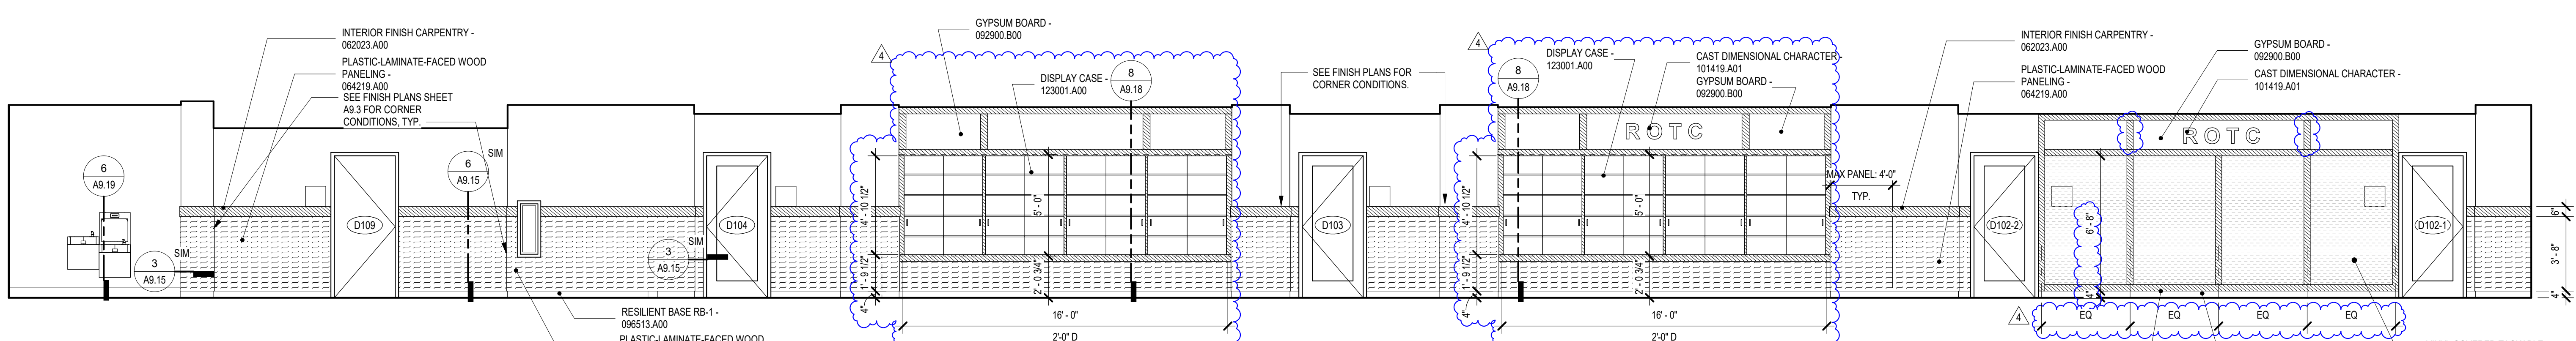 INTERIOR FINISH CARPENTRY -
062023.A00
PLASTIC-LAMINATE-FACED WOOD
PANELING -
064219.A00
SEE FINISH PLANS SHEET
A9.3 FOR CORNER
CONDITIONS, TYP.
6
A9.19
3
A9.15
SIM
D109
6
A9.15
SIM
RESILIENT BASE RB-1 -
096513.A00
PLASTIC-LAMINATE-FACED WOOD
3
A9.15
SIM
D104
4
GYPSUM BOARD -
092900.B00
DISPLAY CASE -
123001.A00
8
A9.18
4' - 10 1/2"
1' - 9 1/2"
4"
5' - 0"
2' - 0 3/4"
16' - 0"
2'-0" D
SEE FINISH PLANS FOR
CORNER CONDITIONS.
D103
4
8
A9.18
DISPLAY CASE -
123001.A00
CAST DIMENSIONAL CHARACTER -
101419.A01
GYPSUM BOARD -
092900.B00
ROTC
4' - 10 1/2"
1' - 9 1/2"
4"
5' - 0"
2' - 0 3/4"
16' - 0"
2'-0" D
MAX PANEL: 4'-0"
TYP.
INTERIOR FINISH CARPENTRY -
062023.A00
PLASTIC-LAMINATE-FACED WOOD
PANELING -
064219.A00
D102-2
GYPSUM BOARD -
092900.B00
CAST DIMENSIONAL CHARACTER -
101419.A01
ROTC
6' - 8"
4"
4
EQ
EQ
EQ
EQ
D102-1
6"
3' - 8"
4"